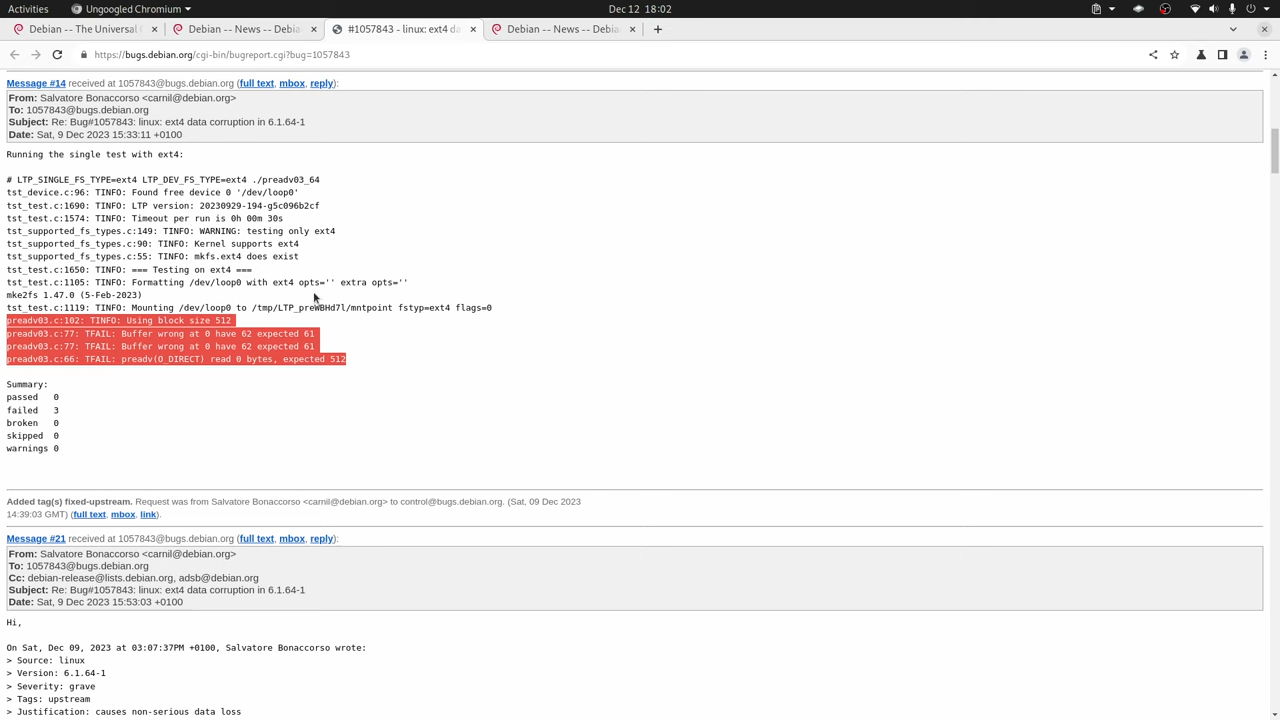 Activities
Ungoogled Chromium
Dec 12 18:02
Debian -- The Universal
Debian -- News -- Debia
#1057843 - linux: ext4 da
Debian -- News -- Debia
https://bugs.debian.org/cgi-bin/bugreport.cgi?bug=1057843
Message #14 received at 1057843@bugs.debian.org (full text, mbox, reply):
From: Salvatore Bonaccorso <carnil@debian.org>
To: 1057843@bugs.debian.org
Subject: Re: Bug#1057843: linux: ext4 data corruption in 6.1.64-1
Date: Sat, 9 Dec 2023 15:33:11 +0100
Running the single test with ext4:
# LTP_SINGLE_FS_TYPE=ext4 LTP_DEV_FS_TYPE=ext4 ./preadv03_64
tst_device.c:96: TINFO: Found free device 0 '/dev/loop0'
tst_test.c:1690: TINFO: LTP version: 20230929-194-g5c096b2cf
tst_test.c:1574: TINFO: Timeout per run is 0h 00m 30s
tst_supported_fs_types.c:149: TINFO: WARNING: testing only ext4
tst_supported_fs_types.c:90: TINFO: Kernel supports ext4
tst_supported_fs_types.c:55: TINFO: mkfs.ext4 does exist
tst_test.c:1650: TINFO: === Testing on ext4 ===
tst_test.c:1105: TINFO: Formatting /dev/loop0 with ext4 opts='' extra opts=''
mke2fs 1.47.0 (5-Feb-2023)
tst_test.c:1119: TINFO: Mounting /dev/loop0 to /tmp/LTP_preWBHd7l/mntpoint fstyp=ext4 flags=0
preadv03.c:102: TINFO: Using block size 512
preadv03.c:77: TFAIL: Buffer wrong at 0 have 62 expected 61
preadv03.c:77: TFAIL: Buffer wrong at 0 have 62 expected 61
preadv03.c:66: TFAIL: preadv(O_DIRECT) read 0 bytes, expected 512
Summary:
passed   0
failed   3
broken   0
skipped  0
warnings 0
Added tag(s) fixed-upstream. Request was from Salvatore Bonaccorso <carnil@debian.org> to control@bugs.debian.org. (Sat, 09 Dec 2023
14:39:03 GMT) (full text, mbox, link).
Message #21 received at 1057843@bugs.debian.org (full text, mbox, reply):
From: Salvatore Bonaccorso <carnil@debian.org>
To: 1057843@bugs.debian.org
Cc: debian-release@lists.debian.org, adsb@debian.org
Subject: Re: Bug#1057843: linux: ext4 data corruption in 6.1.64-1
Date: Sat, 9 Dec 2023 15:53:03 +0100
Hi,
On Sat, Dec 09, 2023 at 03:07:37PM +0100, Salvatore Bonaccorso wrote:
> Source: linux
> Version: 6.1.64-1
> Severity: grave
> Tags: upstream
> Justification: causes non-serious data loss